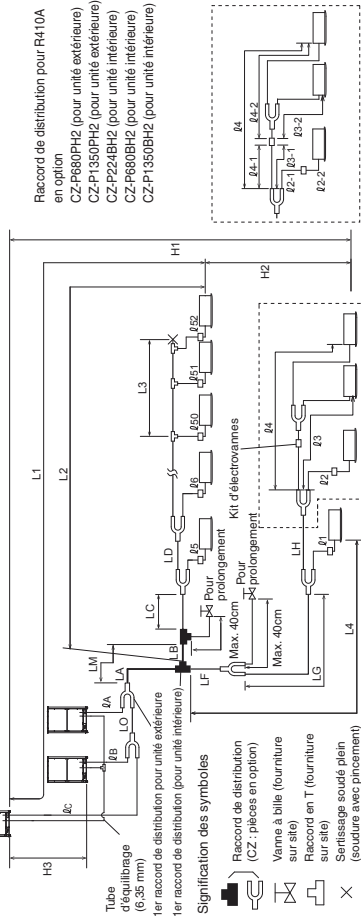 Raccord de distribution pour R410A
en option
CZ-P680PH2 (pour unité extérieure)
CZ-P1350PH2 (pour unité extérieure)
CZ-P224BH2 (pour unité intérieure)
CZ-P680BH2 (pour unité intérieure)
CZ-P1350BH2 (pour unité intérieure)
H1
H2
H3
L1
L2
L3
L4
LM
LA
LB
LC
LD
LF
LG
LH
LO
ℓA
ℓB
ℓC
ℓ1
ℓ2
ℓ3
ℓ4
ℓ5
ℓ6
ℓ50
ℓ51
ℓ52
ℓ4
ℓ4-1
ℓ4-2
ℓ3-1
ℓ3-2
ℓ2-1
ℓ2-2
Kit d'électrovannes
Pour
prolongement
Pour
prolongement
Max. 40cm
Max. 40cm
Tube
d'équilibrage
(6,35 mm)
1er raccord de distribution pour unité extérieure
1er raccord de distribution (pour unité intérieure)
Signification des symboles
Raccord de distribution
(CZ : pièces en option)
Vanne à bille (fourniture
sur site)
Raccord en T (fourniture
sur site)
Sertissage soudé plein
(soudure avec pincement)